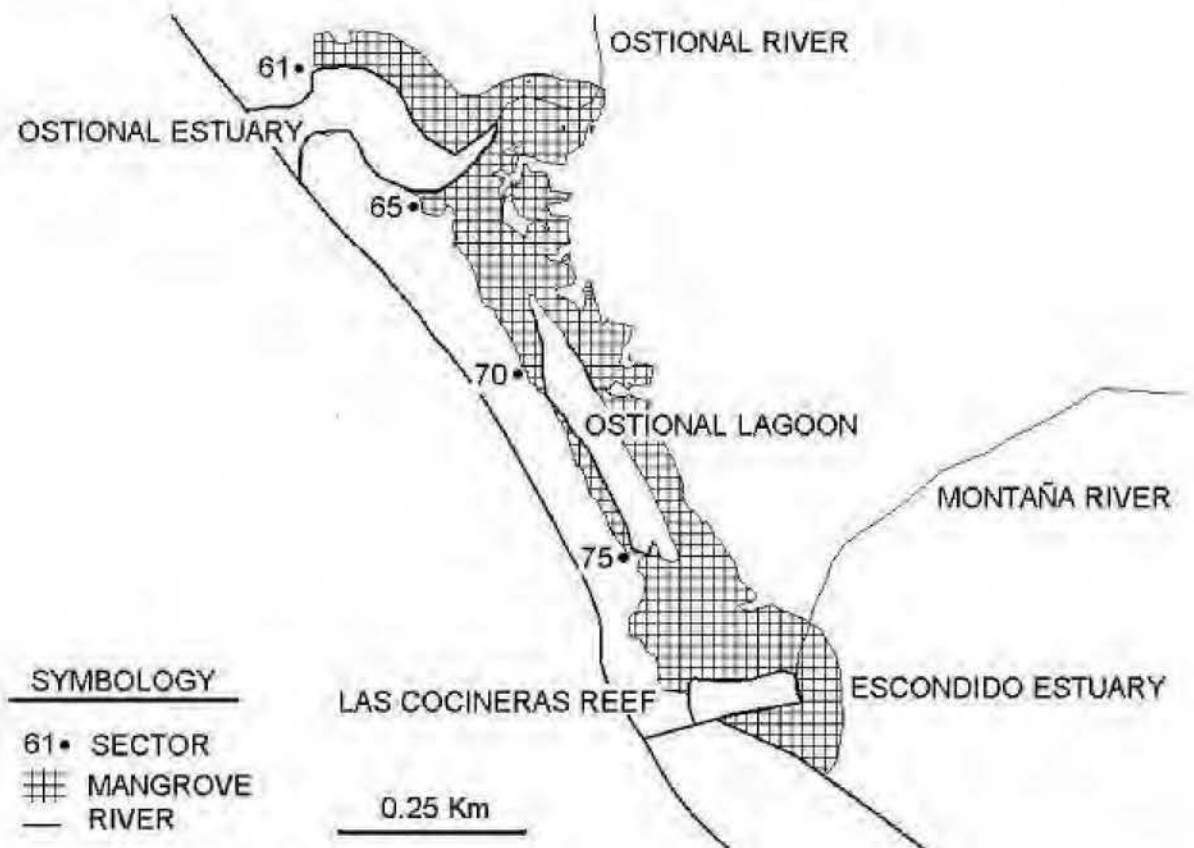 OSTIONAL RIVER
61
OSTIONAL ESTUARY
65
70
OSTIONAL LAGOON
MONTAÑA RIVER
75
SYMBOLOGY
LAS COCINERAS REEF
ESCONDIDO ESTUARY
61 SECTOR
MANGROVE
RIVER
0.25 Km